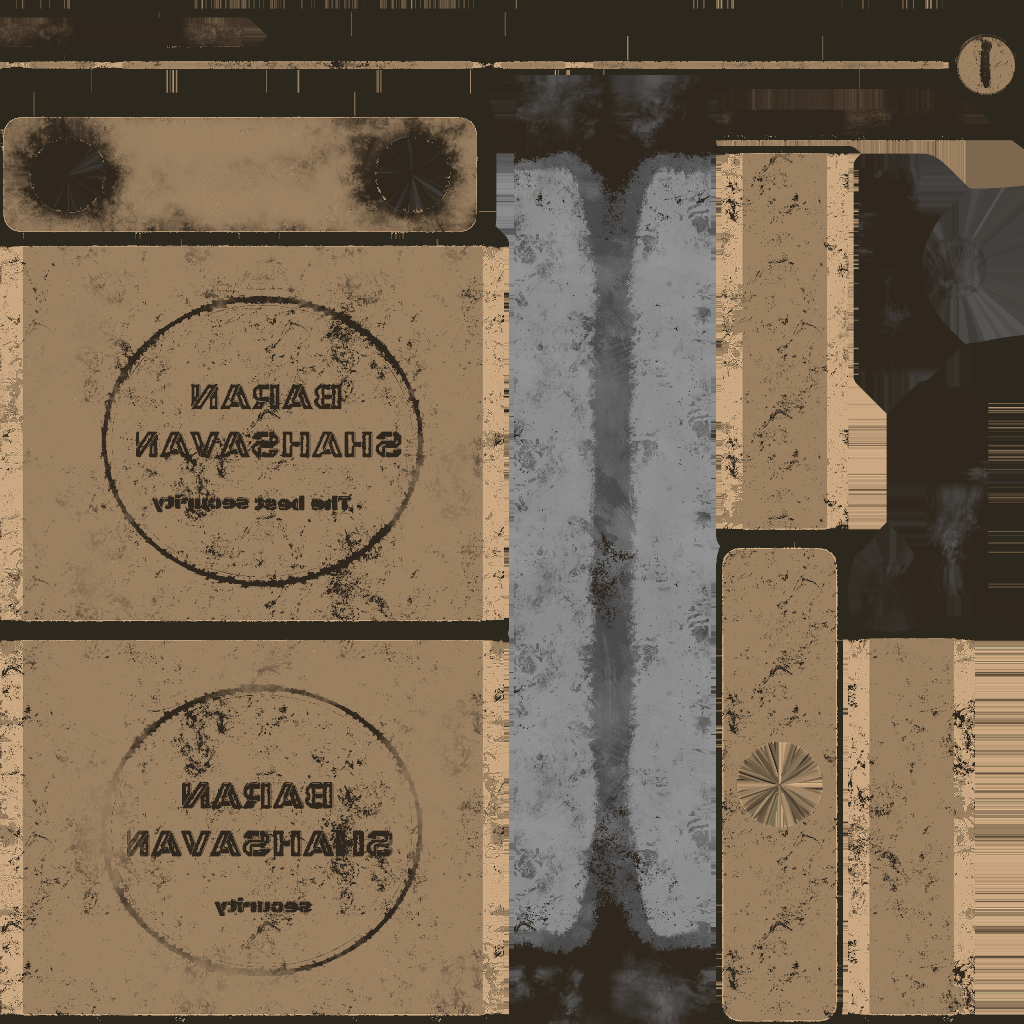 BARAN
SHAHSAVAN
The best security
BARAN
SHAHSAVAN
security